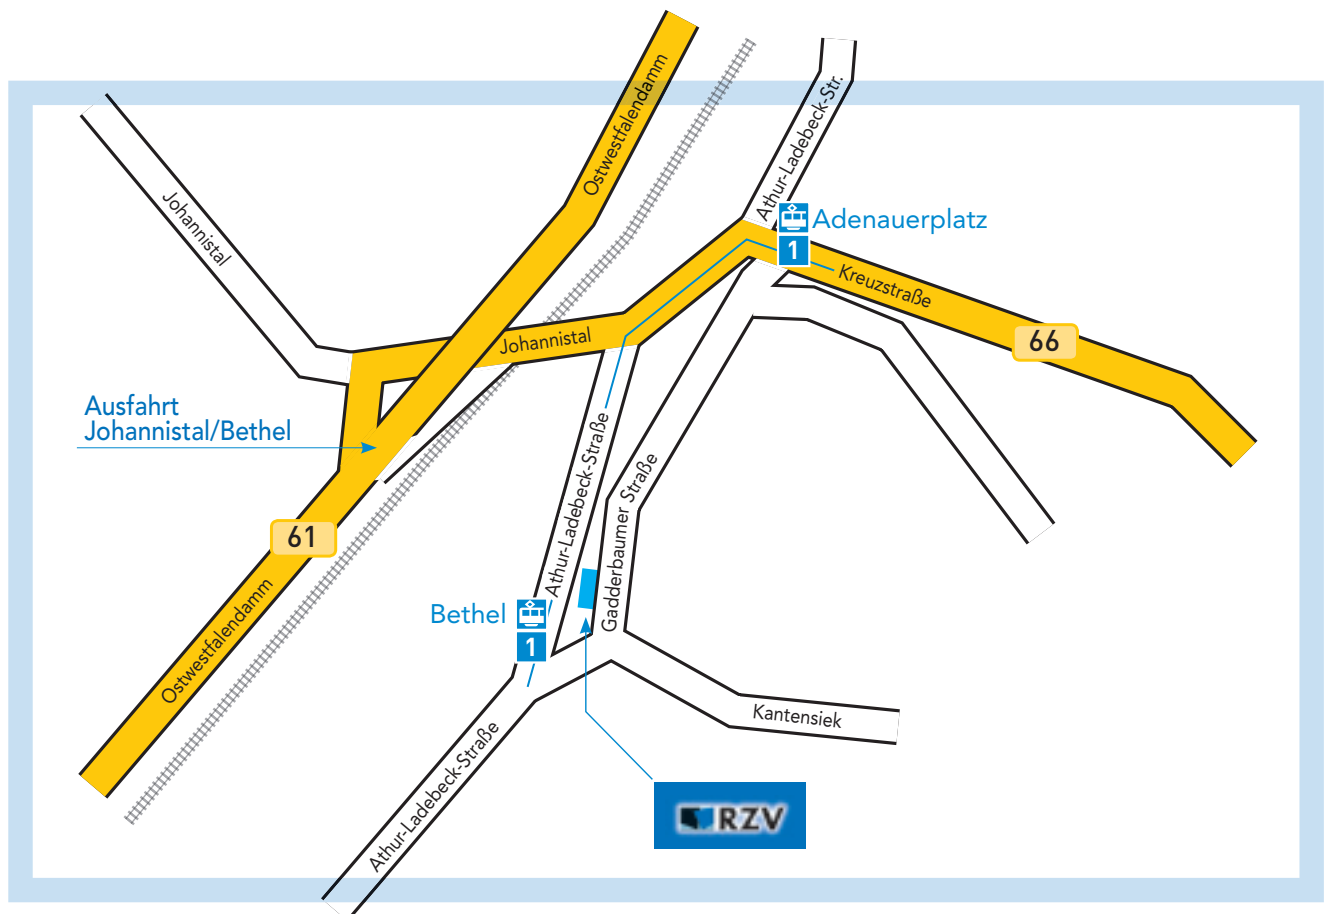 Ostwestfalendamm
Athur-Ladebeck-Str.
Johannistal
Adenauerplatz
1
Kreuzstraße
Johannistal
66
Ausfahrt
Johannistal/Bethel
Athur-Ladebeck-Straße
Gadderbaumer Straße
61
Bethel
1
Ostwestfalendamm
Kantensiek
Athur-Ladebeck-Straße
RZV